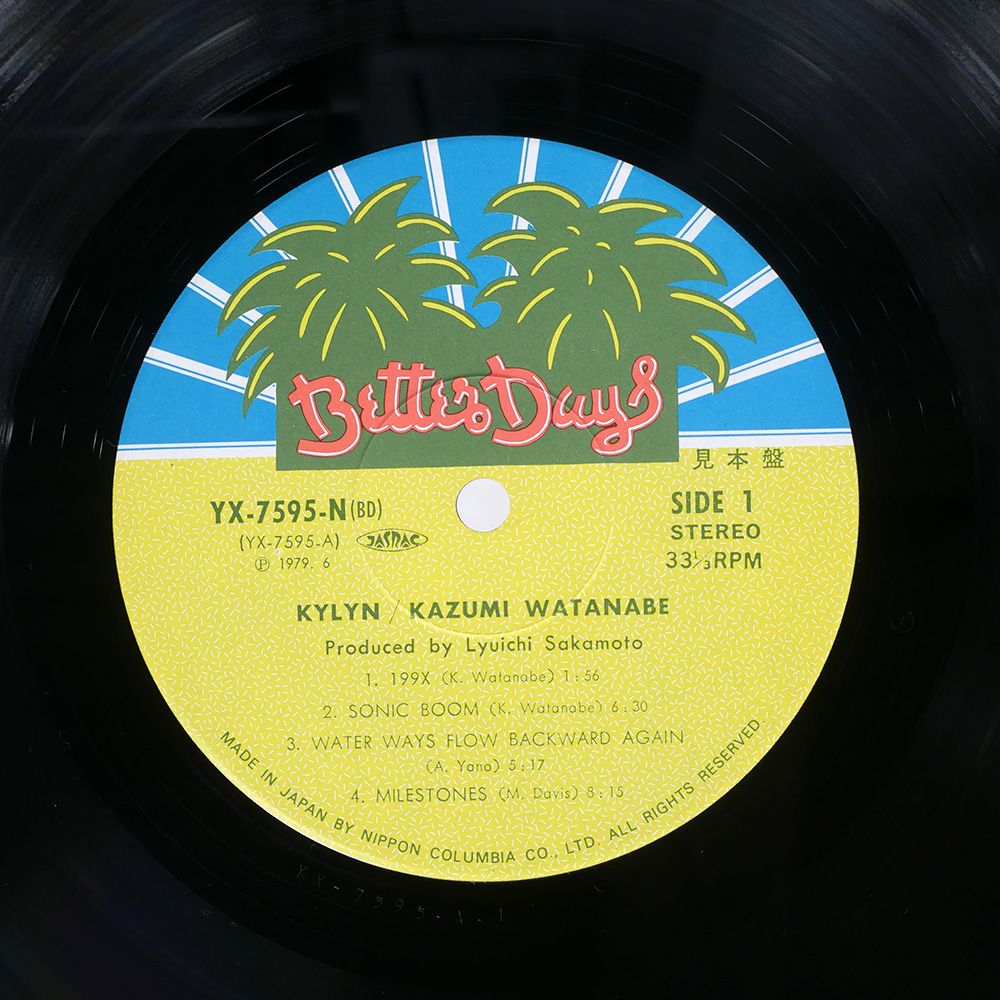 Better Days
見本盤
YX-7595-N(BD)
(YX-7595-A) JASRAC
Ⓟ 1979. 6
SIDE 1
STEREO
33⅓RPM
KYLYN / KAZUMI WATANABE
Produced by Lyuichi Sakamoto
1. 199X (K. Watanabe) 1:56
2. SONIC BOOM (K. Watanabe) 6:30
3. WATER WAYS FLOW BACKWARD AGAIN
(A. Yano) 5:17
4. MILESTONES (M. Davis) 8:15
MADE IN JAPAN BY NIPPON COLUMBIA CO., LTD. ALL RIGHTS RESERVED.
YX-7595-A-1